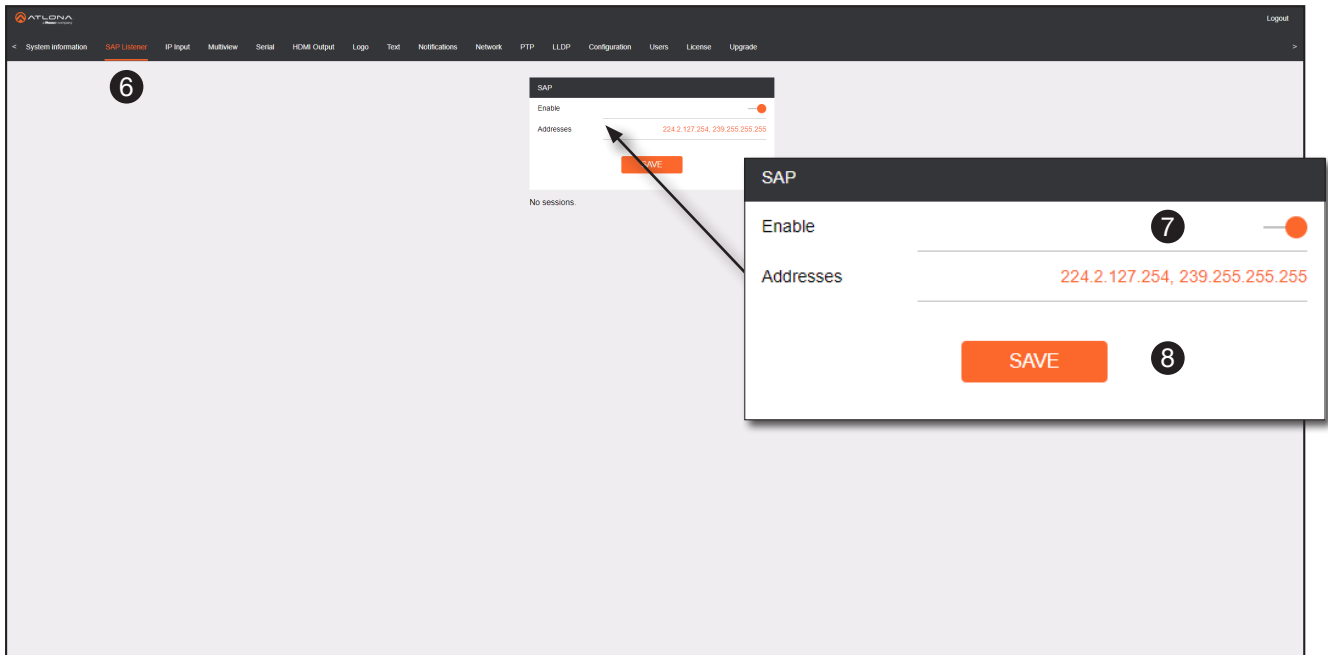 ATLONA
Logout
< System information SAP Listener IP Input Multiview Serial HDMI Output Logo Text Notifications Network PTP LLDP Configuration Users License Upgrade >
6
SAP
Enable
Addresses 224.2.127.254, 239.255.255.255
SAVE
No sessions.
SAP
Enable 7
Addresses 224.2.127.254, 239.255.255.255
SAVE 8